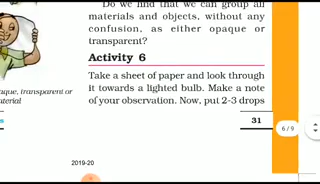 Do we find that we can group all
materials and objects, without any
confusion, as either opaque or
transparent?
Activity 6
Take a sheet of paper and look through
it towards a lighted bulb. Make a note
of your observation. Now, put 2-3 drops
aque, transparent or
aterial
s
31
6 / 9
2019-20